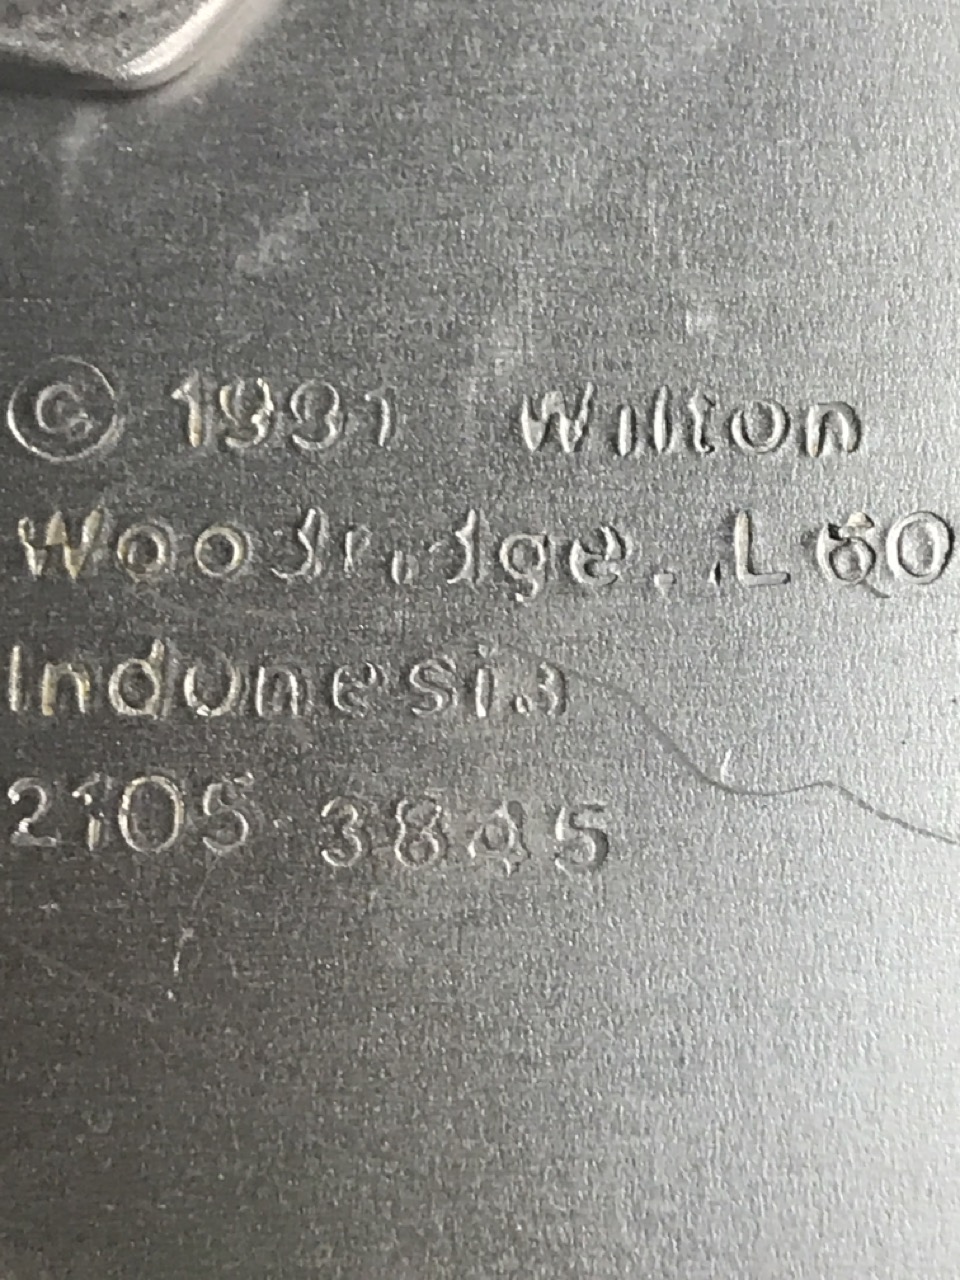 © 1991 Wilton
Woodridge, IL 60
Indonesia
2105 3845